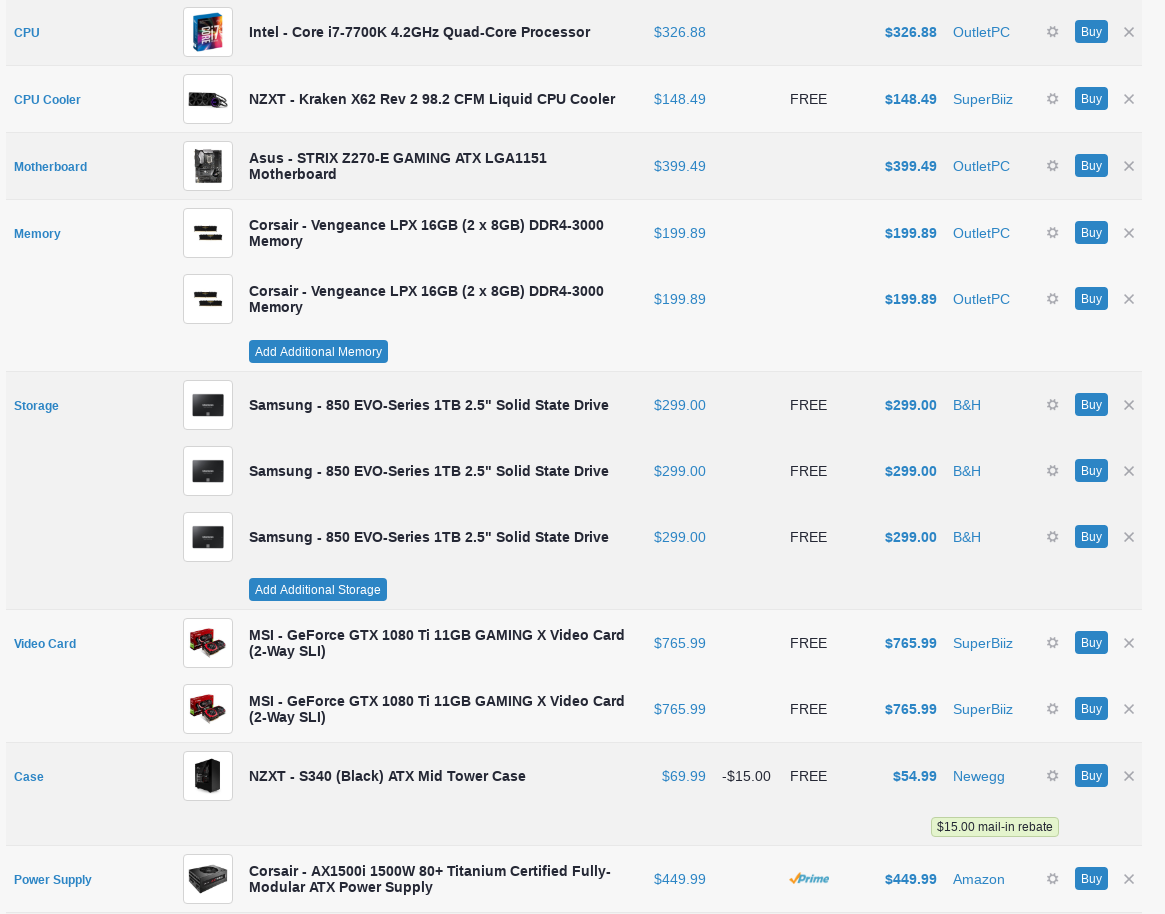 CPU Intel - Core i7-7700K 4.2GHz Quad-Core Processor $326.88 $326.88 OutletPC Buy
CPU Cooler NZXT - Kraken X62 Rev 2 98.2 CFM Liquid CPU Cooler $148.49 FREE $148.49 SuperBiiz Buy
Motherboard Asus - STRIX Z270-E GAMING ATX LGA1151
Motherboard $399.49 $399.49 OutletPC Buy
Memory Corsair - Vengeance LPX 16GB (2 x 8GB) DDR4-3000
Memory $199.89 $199.89 OutletPC Buy
Corsair - Vengeance LPX 16GB (2 x 8GB) DDR4-3000
Memory $199.89 $199.89 OutletPC Buy
Add Additional Memory
Storage Samsung - 850 EVO-Series 1TB 2.5" Solid State Drive $299.00 FREE $299.00 B&H Buy
Samsung - 850 EVO-Series 1TB 2.5" Solid State Drive $299.00 FREE $299.00 B&H Buy
Samsung - 850 EVO-Series 1TB 2.5" Solid State Drive $299.00 FREE $299.00 B&H Buy
Add Additional Storage
Video Card MSI - GeForce GTX 1080 Ti 11GB GAMING X Video Card
(2-Way SLI) $765.99 FREE $765.99 SuperBiiz Buy
MSI - GeForce GTX 1080 Ti 11GB GAMING X Video Card
(2-Way SLI) $765.99 FREE $765.99 SuperBiiz Buy
Case NZXT - S340 (Black) ATX Mid Tower Case $69.99 -$15.00 FREE $54.99 Newegg Buy
$15.00 mail-in rebate
Power Supply Corsair - AX1500i 1500W 80+ Titanium Certified Fully-
Modular ATX Power Supply $449.99 Prime $449.99 Amazon Buy